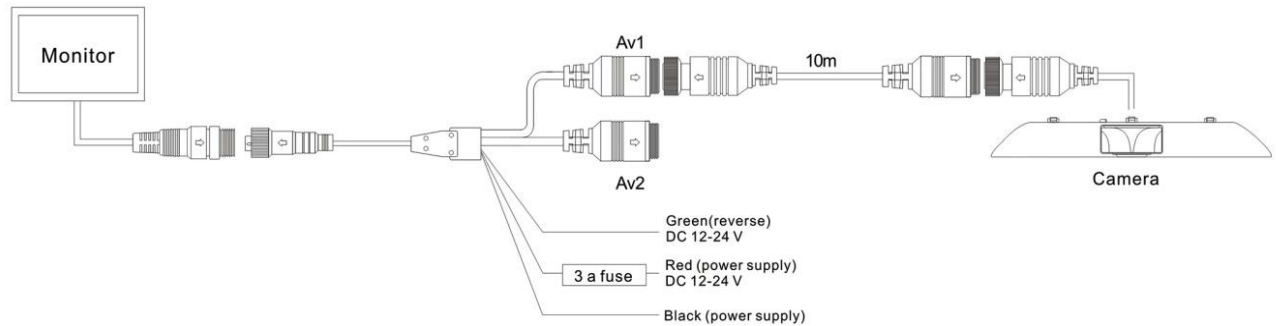 Monitor
Av1
10m
Av2
Camera
Green(reverse)
DC 12-24 V
3 a fuse
Red (power supply)
DC 12-24 V
Black (power supply)